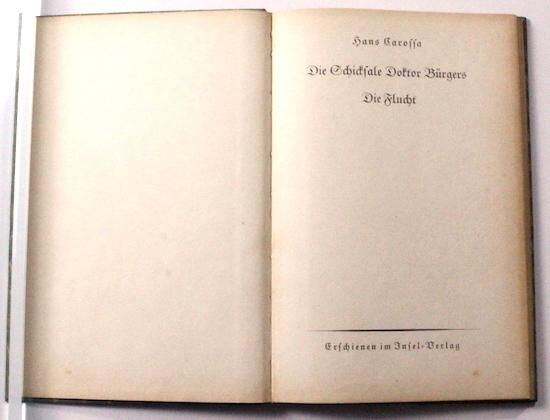 Hans Carossa
Die Schicksale Doktor Bürgers
Die Flucht
Erschienen im Insel-Verlag